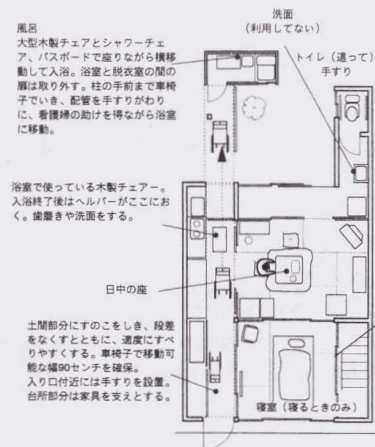 風呂
大型木製チェアとシャワーチェ
ア、バスボードで座りながら横移
動して入浴。浴室と脱衣室の間の
扉は取り外す。柱の手前まで車椅
子でいき、配管を手すりがわり
に、看護婦の助けを得ながら浴室
に移動。
洗面
（利用してない）
トイレ（這って）
手すり
浴室で使っている木製チェアー。
入浴終了後はヘルパーがここにお
く。歯磨きや洗面をする。
日中の座
土間部分にすのこをしき、段差
をなくすとともに、適度にすべ
りやすくする。車椅子で移動可
能な幅90センチを確保。
入り口付近には手すりを設置。
台所部分は家具を支えとする。
寝室（寝るときのみ）